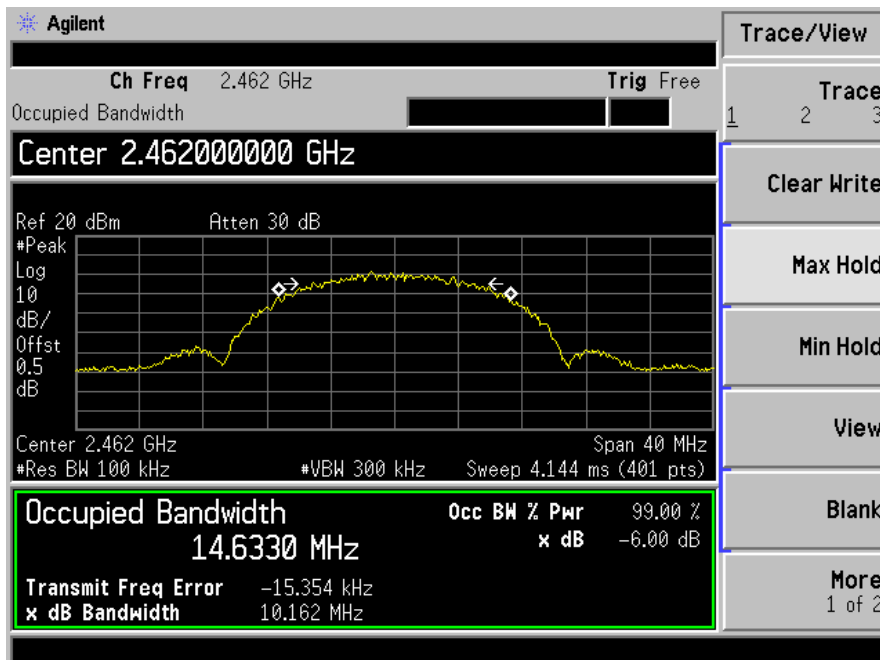 Agilent
Trace/View
Ch Freq 2.462 GHz Trig Free
Occupied Bandwidth
Trace
1 2 3
Center 2.462000000 GHz
Clear Write
Ref 20 dBm Atten 30 dB
#Peak
Log
10
dB/
Offst
0.5
dB
Max Hold
Min Hold
View
Center 2.462 GHz Span 40 MHz
#Res BW 100 kHz #VBW 300 kHz Sweep 4.144 ms (401 pts)
Occupied Bandwidth
14.6330 MHz
Occ BW % Pwr 99.00 %
x dB -6.00 dB
Transmit Freq Error -15.354 kHz
x dB Bandwidth 10.162 MHz
Blank
More
1 of 2